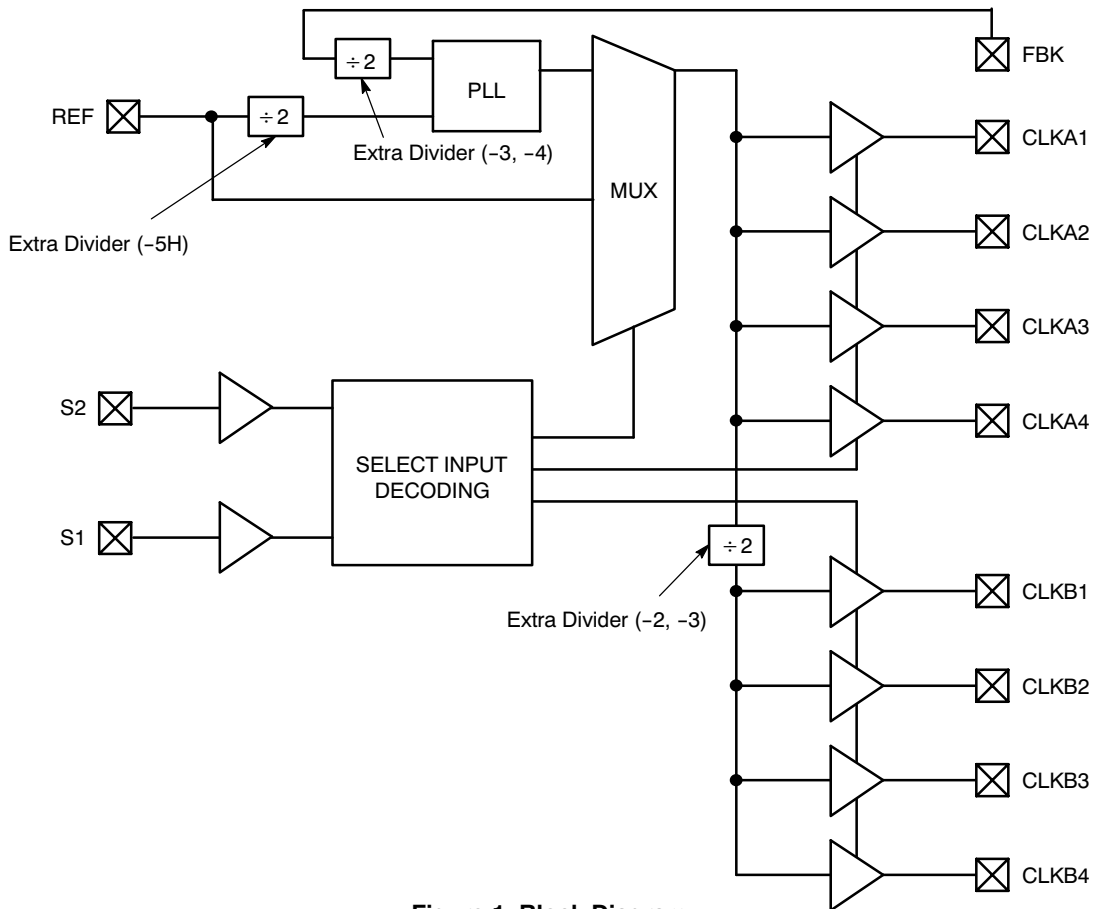 FBK
÷2
PLL
REF
÷2
Extra Divider (–3, –4)
CLKA1
MUX
CLKA2
Extra Divider (–5H)
CLKA3
S2
CLKA4
SELECT INPUT
DECODING
S1
÷2
CLKB1
Extra Divider (–2, –3)
CLKB2
CLKB3
CLKB4